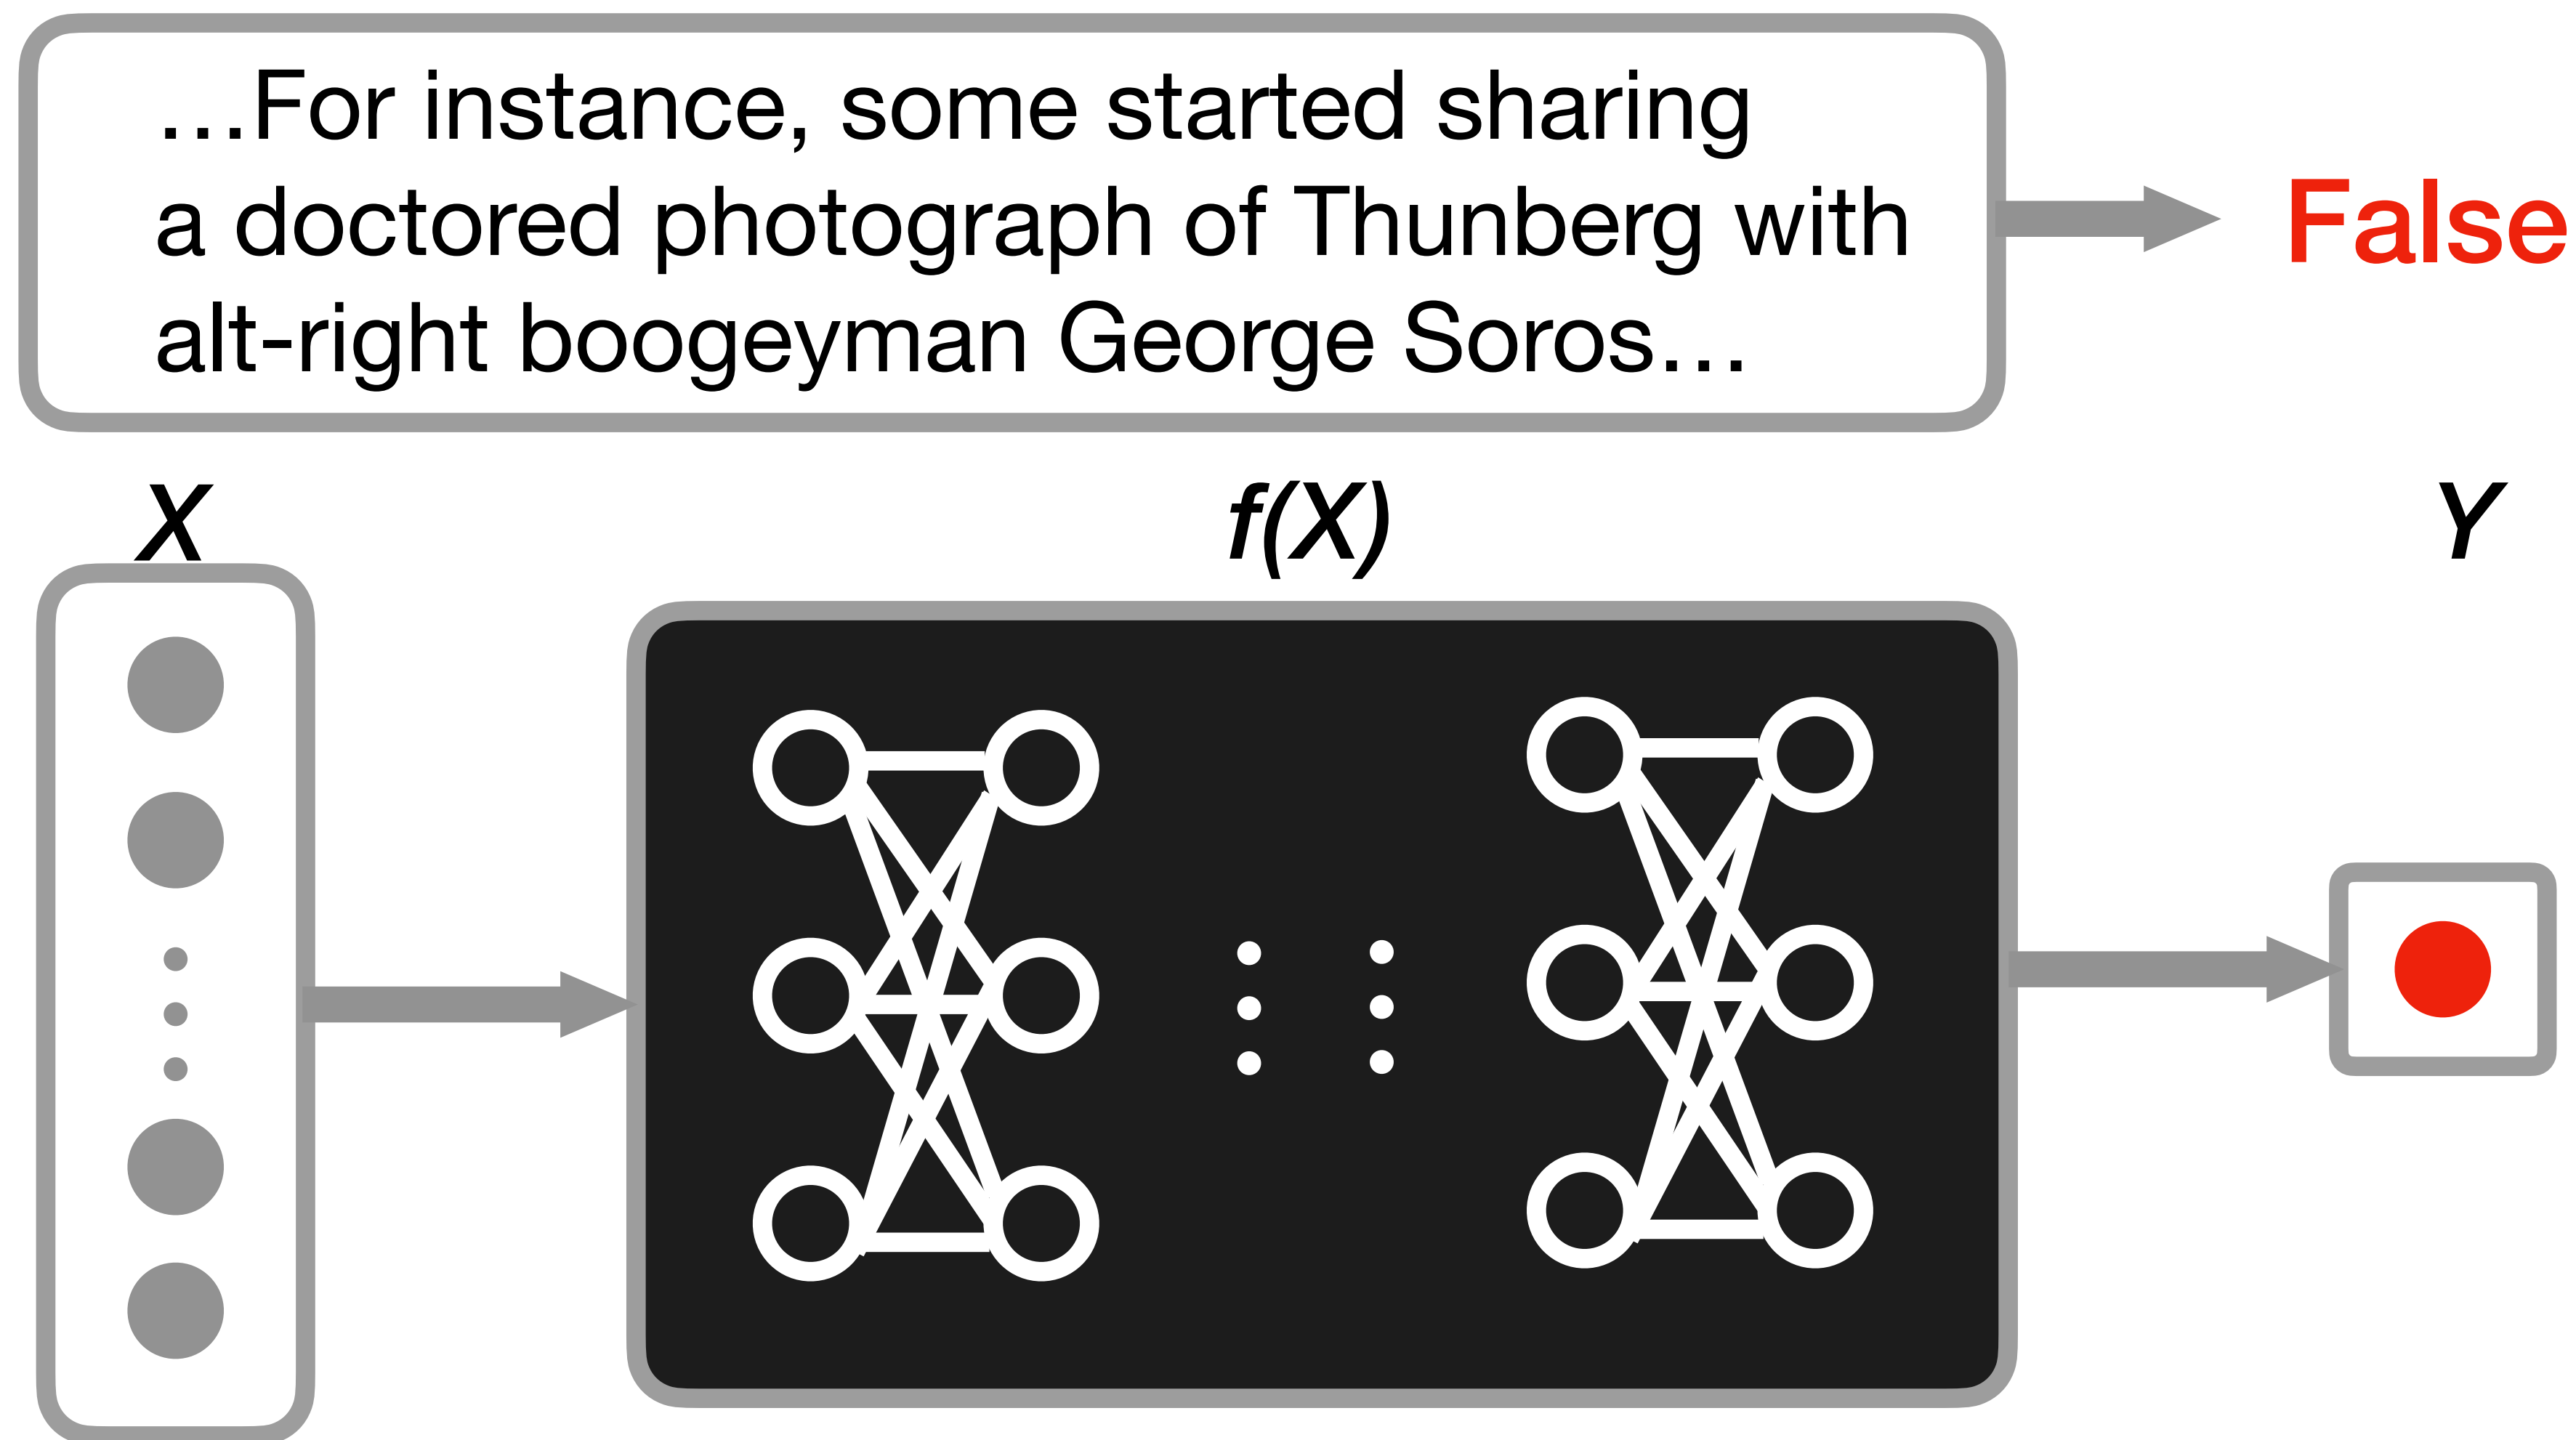 ...For instance, some started sharing
a doctored photograph of Thunberg with
alt-right boogeyman George Soros...
False
X
f(X)
Y